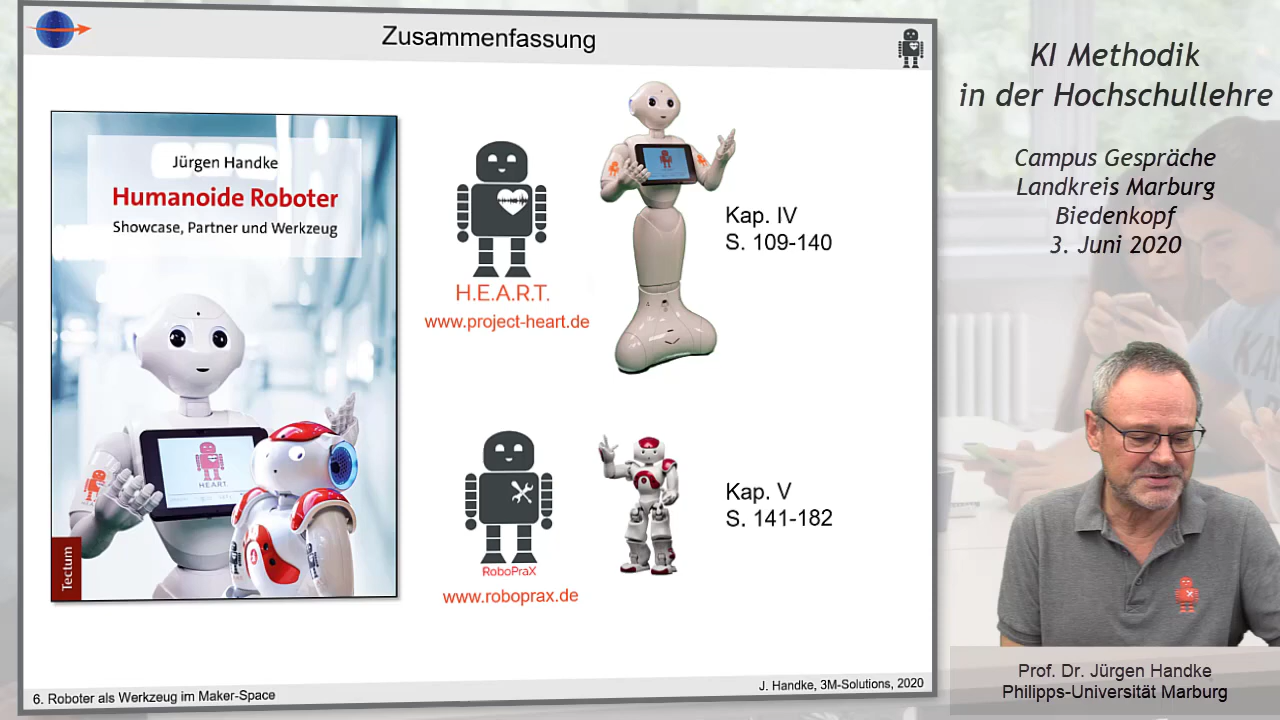 Zusammenfassung
Jürgen Handke
Humanoide Roboter
Showcase, Partner und Werkzeug
H.E.A.R.T.
Tectum
H.E.A.R.T.
www.project-heart.de
Kap. IV
S. 109-140
RoboPraX
www.roboprax.de
Kap. V
S. 141-182
6. Roboter als Werkzeug im Maker-Space
J. Handke, 3M-Solutions, 2020
KI Methodik
in der Hochschullehre
Campus Gespräche
Landkreis Marburg
Biedenkopf
3. Juni 2020
Prof. Dr. Jürgen Handke
Philipps-Universität Marburg